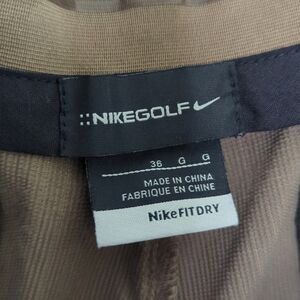 NIKEGOLF
36 G G
MADE IN CHINA
FABRIQUE EN CHINE
NikeFITDRY